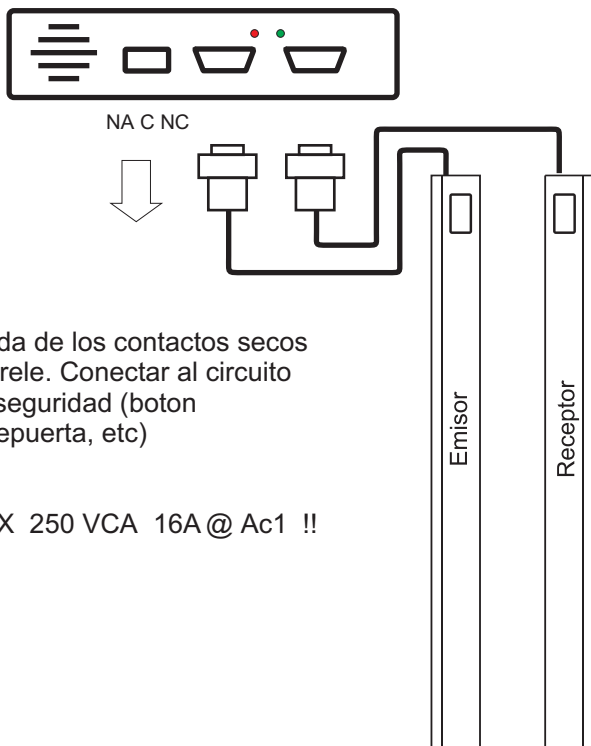 NA C NC
da de los contactos secos
rele. Conectar al circuito
seguridad (boton
epuerta, etc)
X 250 VCA 16A @ Ac1 !!
Emisor
Receptor